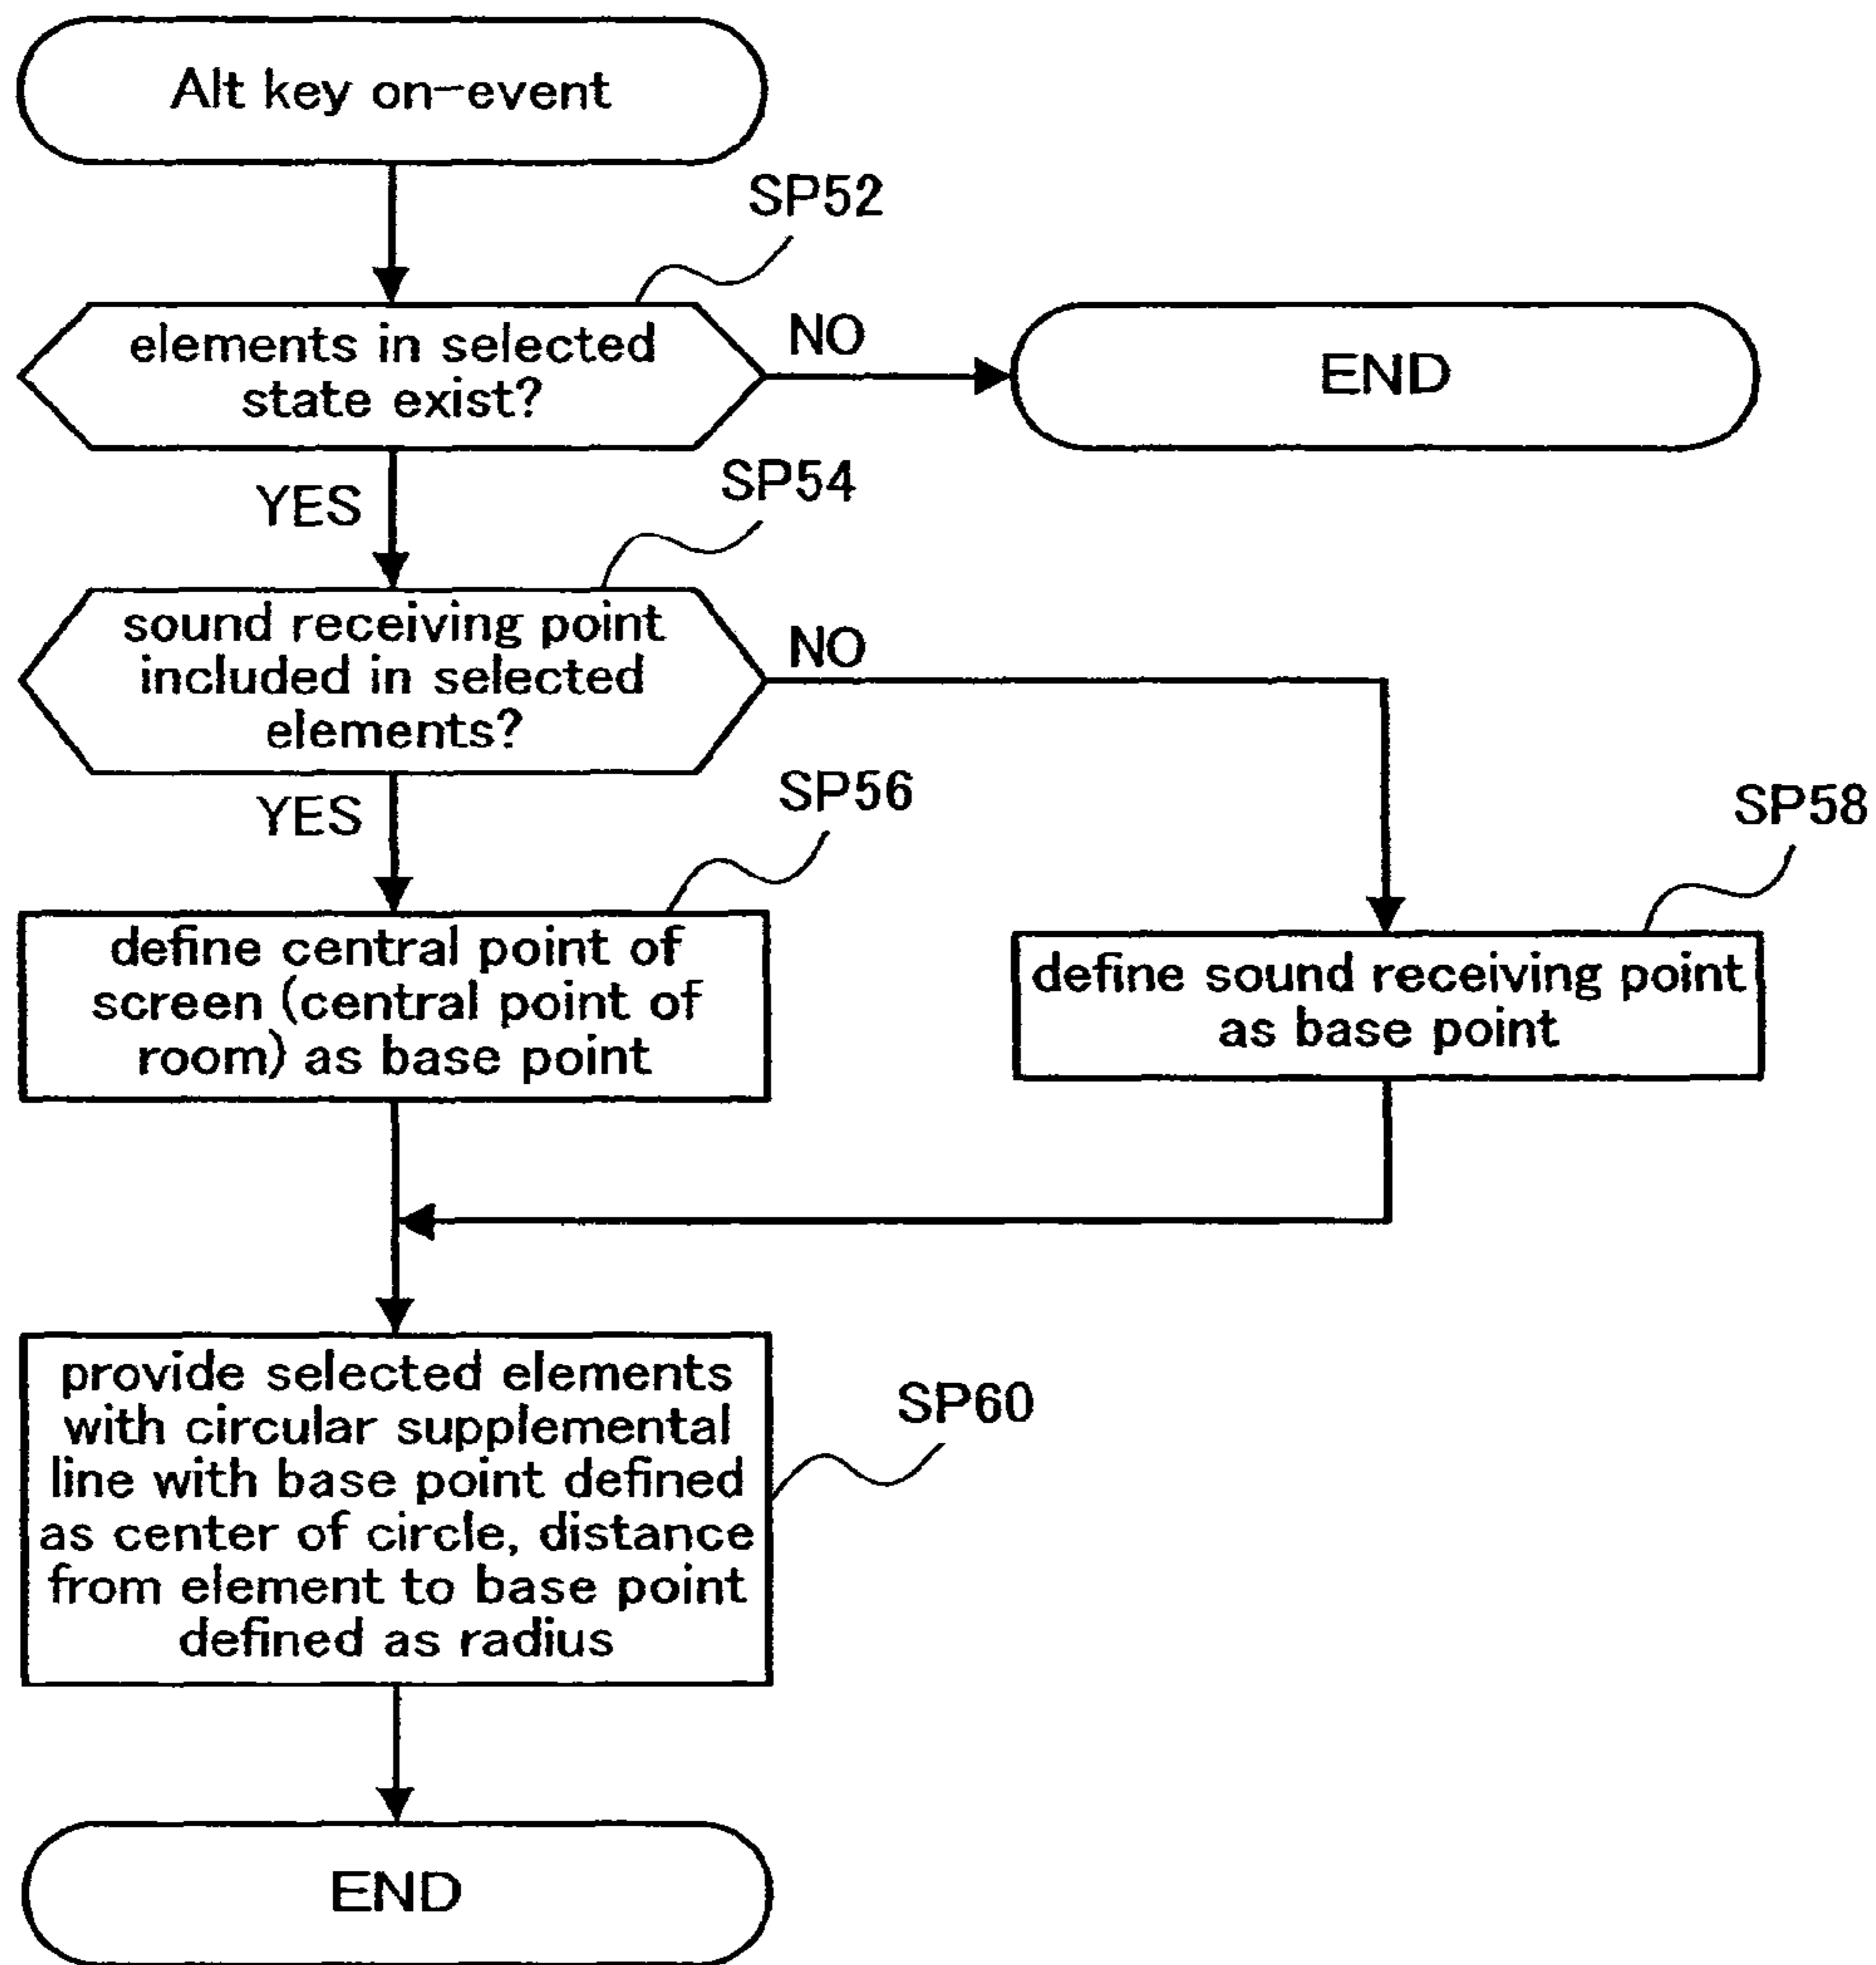 Alt key on-event
SP52
elements in selected
state exist?
NO
END
YES
SP54
sound receiving point
included in selected
elements?
NO
YES
SP56
SP58
define central point of
screen (central point of
room) as base point
define sound receiving point
as base point
provide selected elements
with circular supplemental
line with base point defined
as center of circle, distance
from element to base point
defined as radius
SP60
END